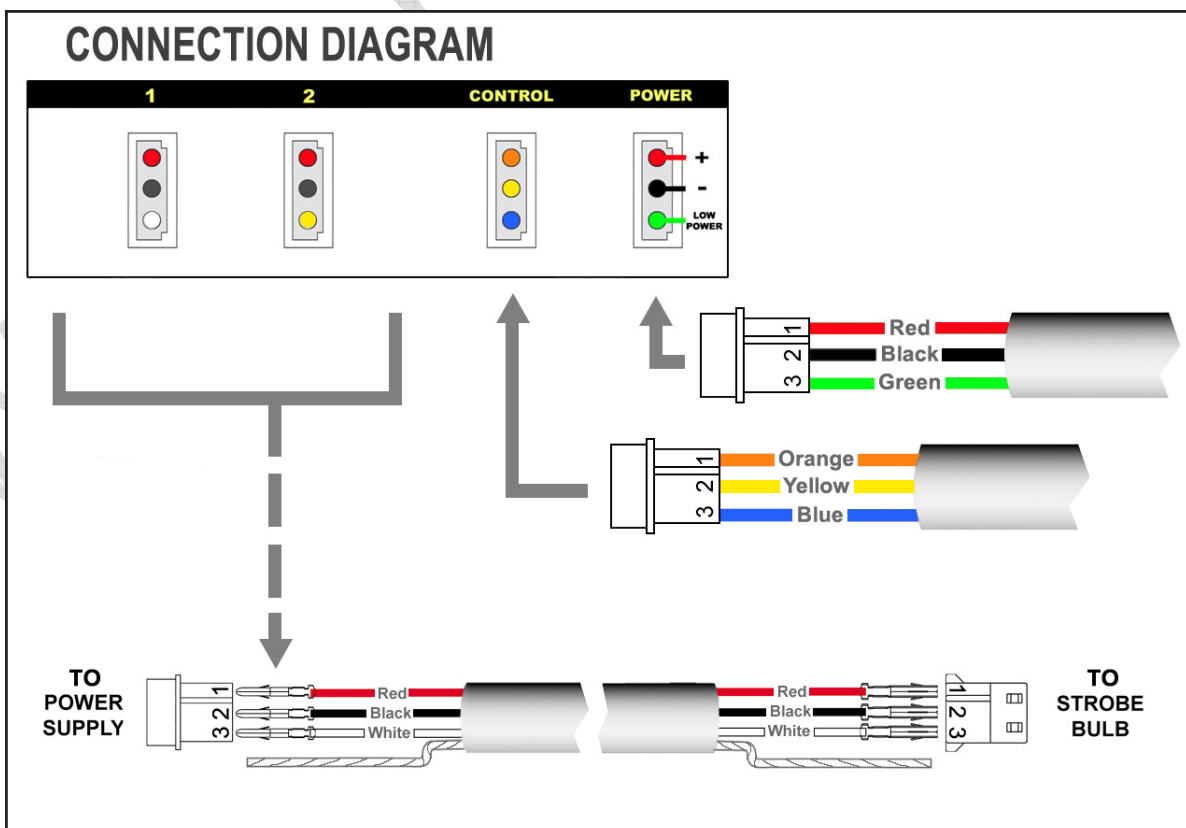 CONNECTION DIAGRAM
1 2 CONTROL POWER
+
-
LOW
POWER
1 Red
2 Black
3 Green
1 Orange
2 Yellow
3 Blue
TO
POWER
SUPPLY
1 Red
2 Black
3 White
Red 1
Black 2
White 3
TO
STROBE
BULB